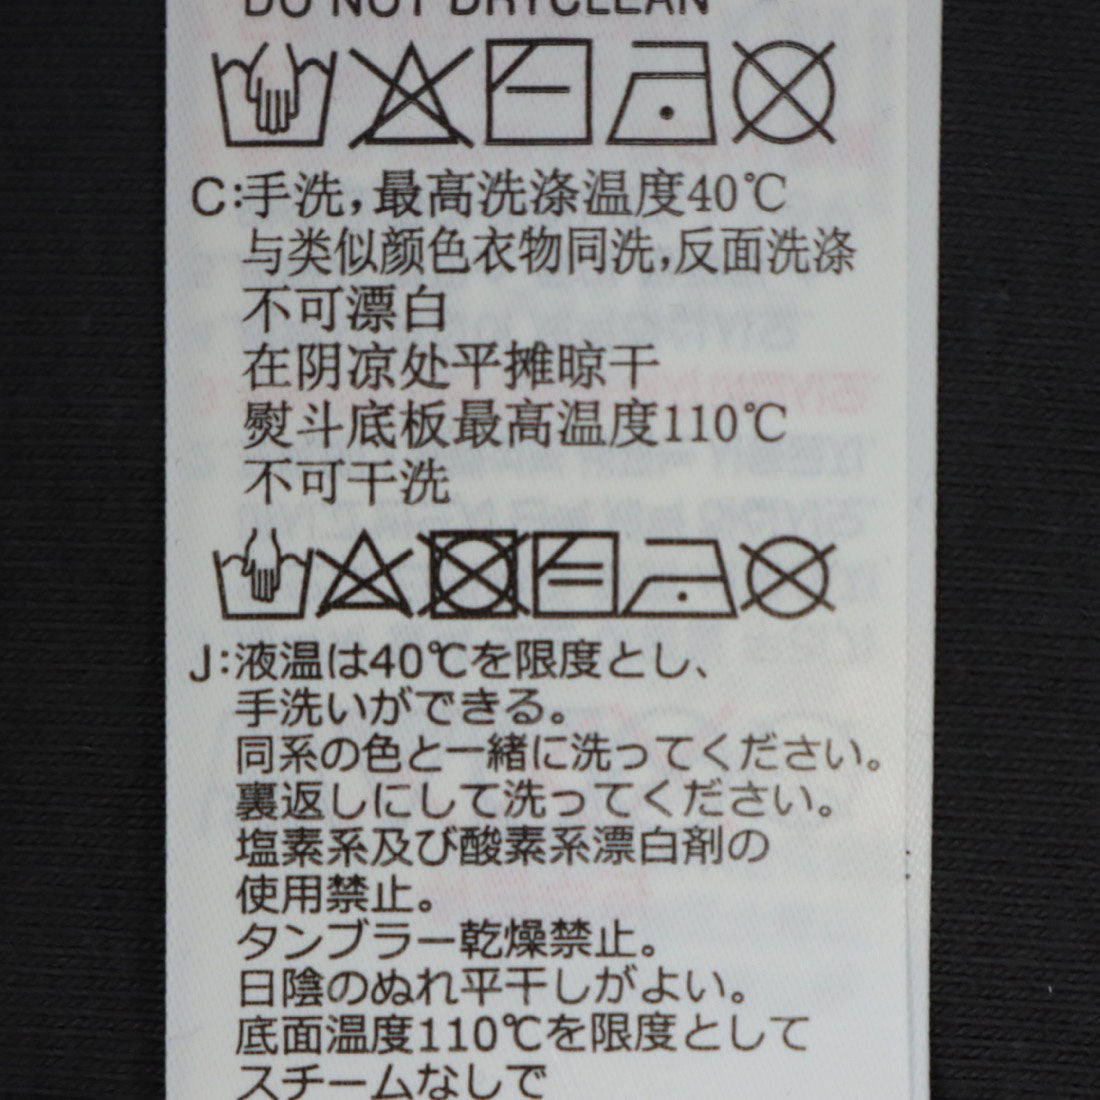 DO NOT DRYCLEAN
C:手洗,最高洗涤温度40℃
与类似颜色衣物同洗,反面洗涤
不可漂白
在阴凉处平摊晾干
熨斗底板最高温度110℃
不可干洗
J:液温は40℃を限度とし、
手洗いができる。
同系の色と一緒に洗ってください。
裏返しにして洗ってください。
塩素系及び酸素系漂白剤の
使用禁止。
タンブラー乾燥禁止。
日陰のぬれ平干しがよい。
底面温度110℃を限度として
スチームなしで